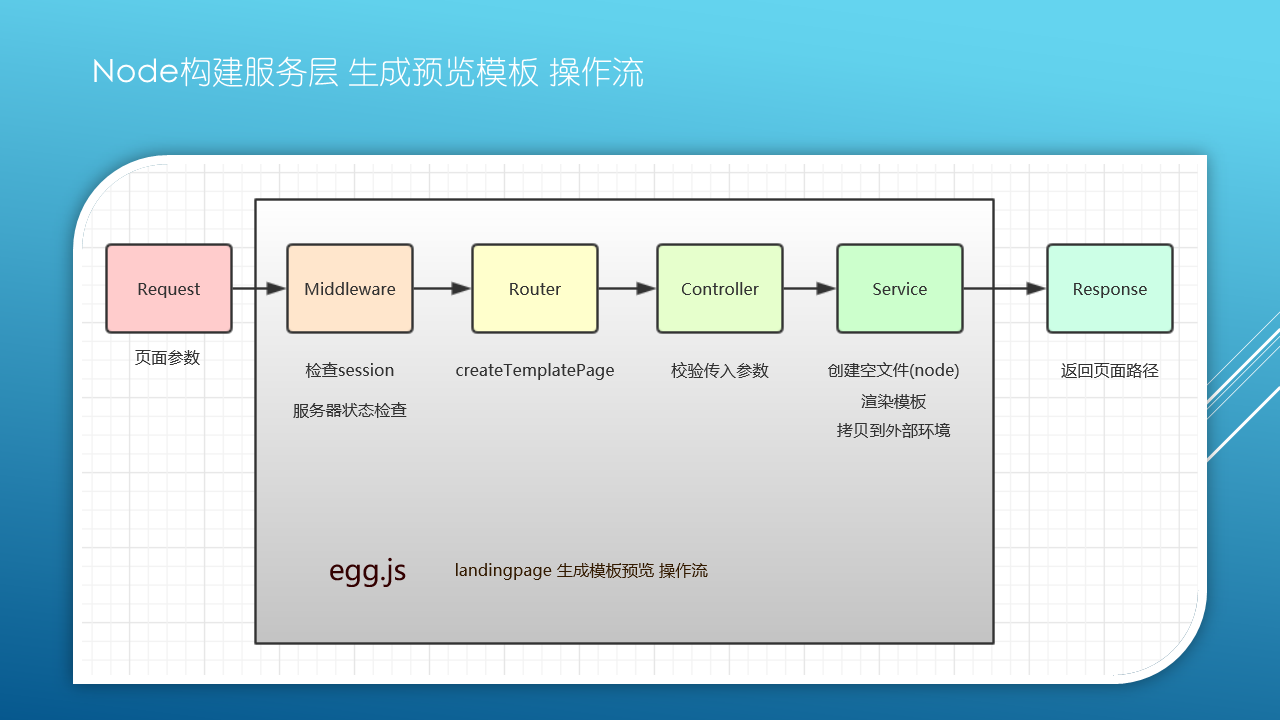 Node构建服务层 生成预览模板 操作流
Request
Middleware
Router
Controller
Service
Response
页面参数
检查session
服务器状态检查
createTemplatePage
校验传入参数
创建空文件(node)
渲染模板
拷贝到外部环境
返回页面路径
egg.js
landingpage 生成模板预览 操作流